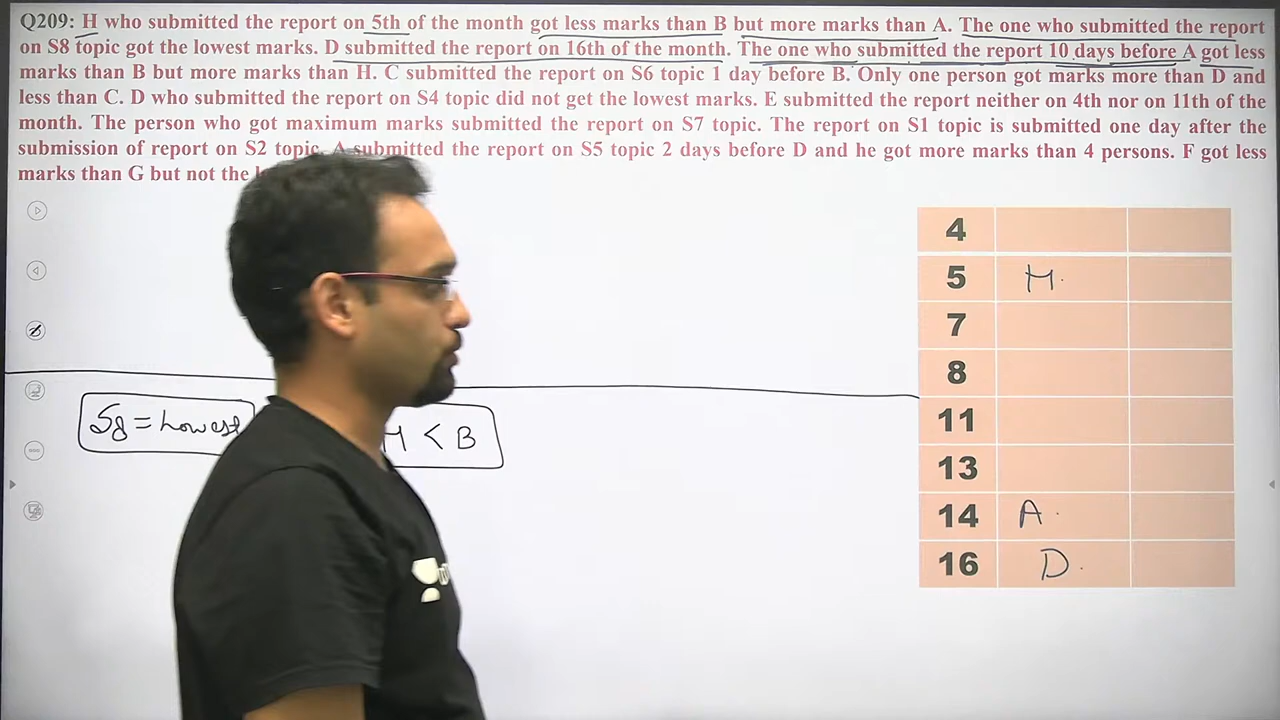 Q209: H who submitted the report on 5th of the month got less marks than B but more marks than A. The one who submitted the report
on S8 topic got the lowest marks. D submitted the report on 16th of the month. The one who submitted the report 10 days before A got less
marks than B but more marks than H. C submitted the report on S6 topic 1 day before B. Only one person got marks more than D and
less than C. D who submitted the report on S4 topic did not get the lowest marks. E submitted the report neither on 4th nor on 11th of the
month. The person who got maximum marks submitted the report on S7 topic. The report on S1 topic is submitted one day after the
submission of report on S2 topic. A submitted the report on S5 topic 2 days before D and he got more marks than 4 persons. F got less
marks than G but not the
4
5 H.
7
8
11
13
14 A.
16 D.
S8 = Lowest
H < B